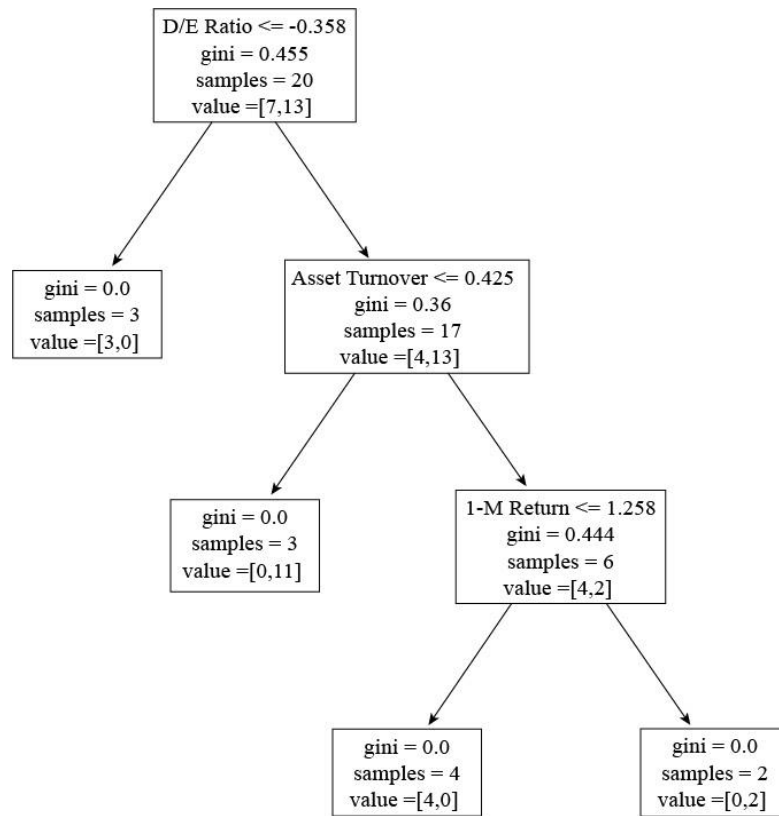 D/E Ratio <= -0.358
gini = 0.455
samples = 20
value =[7,13]
gini = 0.0
samples = 3
value =[3,0]
Asset Turnover <= 0.425
gini = 0.36
samples = 17
value =[4,13]
gini = 0.0
samples = 3
value =[0,11]
1-M Return <= 1.258
gini = 0.444
samples = 6
value =[4,2]
gini = 0.0
samples = 4
value =[4,0]
gini = 0.0
samples = 2
value =[0,2]